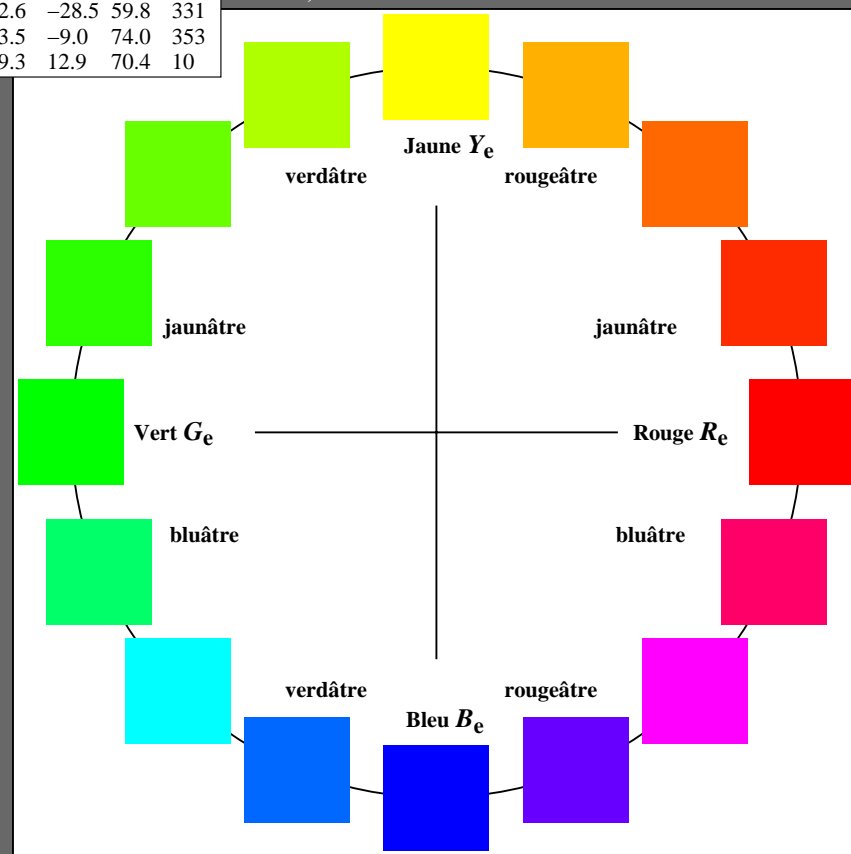 2.6 −28.5 59.8 331
3.5 −9.0 74.0 353
9.3 12.9 70.4 10
Jaune Ye
verdâtre rougeâtre
jaunâtre jaunâtre
Vert Ge Rouge Re
bluâtre bluâtre
verdâtre rougeâtre
Bleu Be